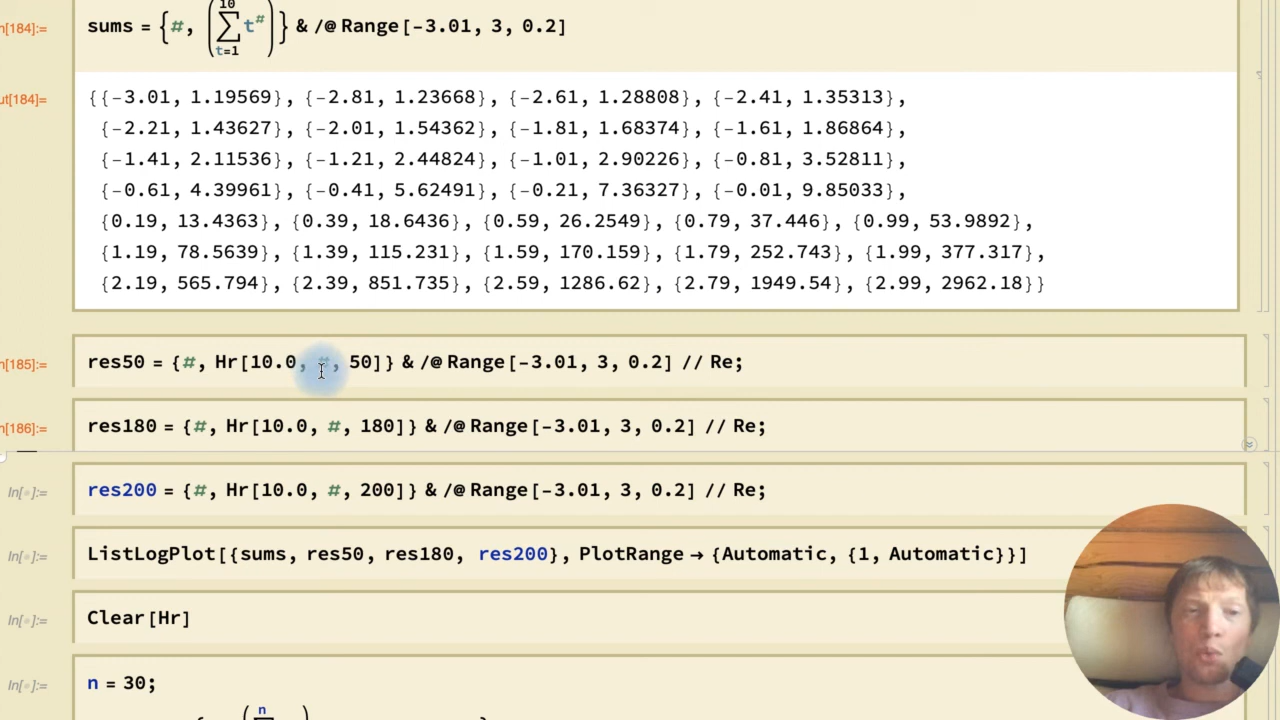 n[184]:=
sums = {#, (∑ t=1 10 t^#)} & /@ Range[-3.01, 3, 0.2]
ut[184]=
{{-3.01, 1.19569}, {-2.81, 1.23668}, {-2.61, 1.28808}, {-2.41, 1.35313},
{-2.21, 1.43627}, {-2.01, 1.54362}, {-1.81, 1.68374}, {-1.61, 1.86864},
{-1.41, 2.11536}, {-1.21, 2.44824}, {-1.01, 2.90226}, {-0.81, 3.52811},
{-0.61, 4.39961}, {-0.41, 5.62491}, {-0.21, 7.36327}, {-0.01, 9.85033},
{0.19, 13.4363}, {0.39, 18.6436}, {0.59, 26.2549}, {0.79, 37.446}, {0.99, 53.9892},
{1.19, 78.5639}, {1.39, 115.231}, {1.59, 170.159}, {1.79, 252.743}, {1.99, 377.317},
{2.19, 565.794}, {2.39, 851.735}, {2.59, 1286.62}, {2.79, 1949.54}, {2.99, 2962.18}}
n[185]:= res50 = {#, Hr[10.0, #, 50]} & /@ Range[-3.01, 3, 0.2] // Re;
n[186]:= res180 = {#, Hr[10.0, #, 180]} & /@ Range[-3.01, 3, 0.2] // Re;
In[∘]:= res200 = {#, Hr[10.0, #, 200]} & /@ Range[-3.01, 3, 0.2] // Re;
In[∘]:= ListLogPlot[{sums, res50, res180, res200}, PlotRange → {Automatic, {1, Automatic}}]
In[∘]:= Clear[Hr]
In[∘]:= n = 30;
n